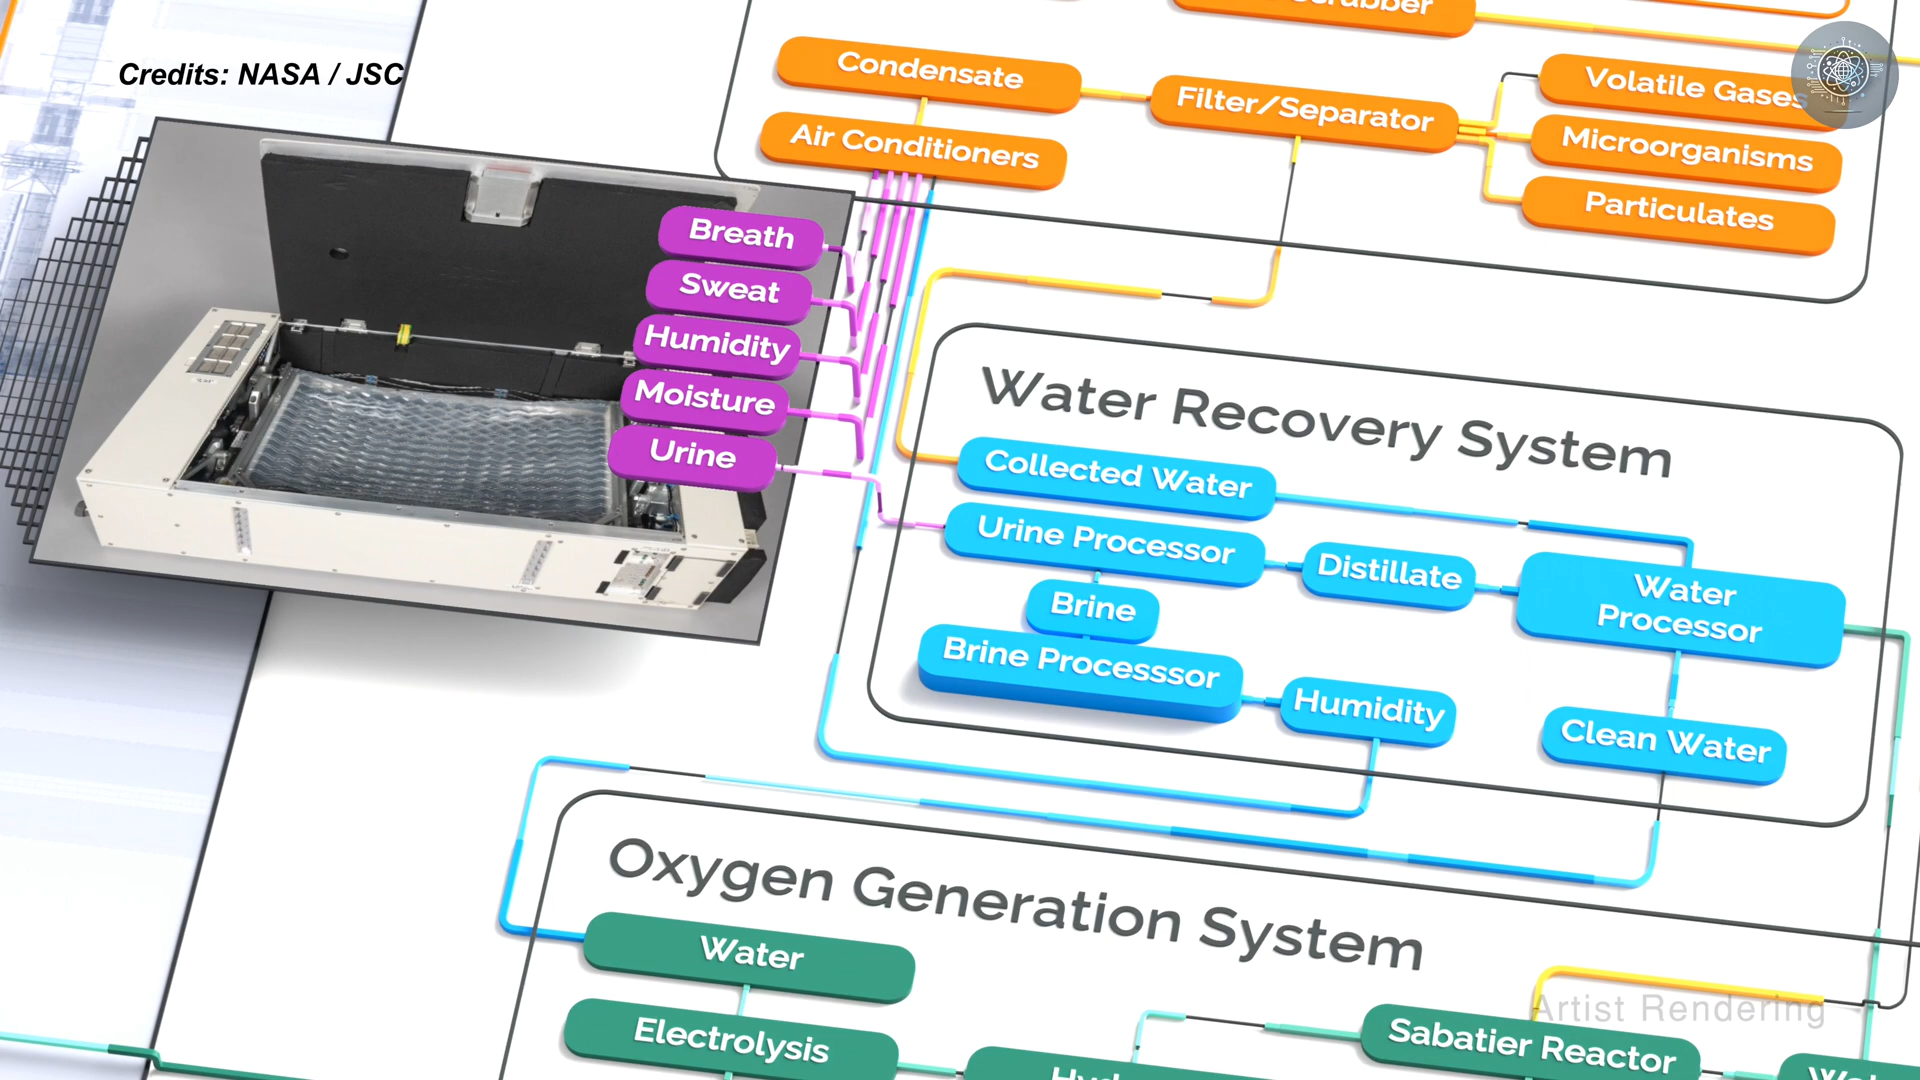 Credits: NASA / JSC
Condensate
Filter/Separator
Volatile Gases
Air Conditioners
Microorganisms
Particulates
Breath
Sweat
Humidity
Moisture
Urine
Water Recovery System
Collected Water
Urine Processor
Distillate
Water
Processor
Brine
Brine Processsor
Humidity
Clean Water
Oxygen Generation System
Water
Artist Rendering
Electrolysis
Sabatier Reactor